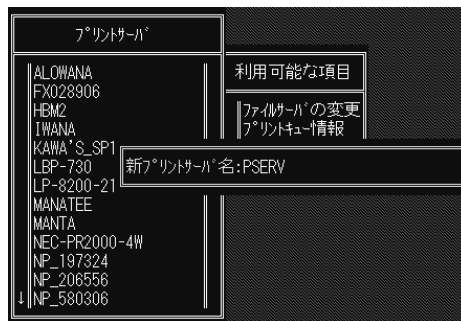 プリントサーバ
ALOWANA
FX028906
HBM2
IWANA
KAWA'S_SP1
LBP-730
LP-8200-21
MANATEE
MANTA
NEC-PR2000-4W
NP_197324
NP_206556
↓NP_580306
利用可能な項目
ファイルサーバの変更
プリントキュー情報
新プリントサーバ名:PSERV